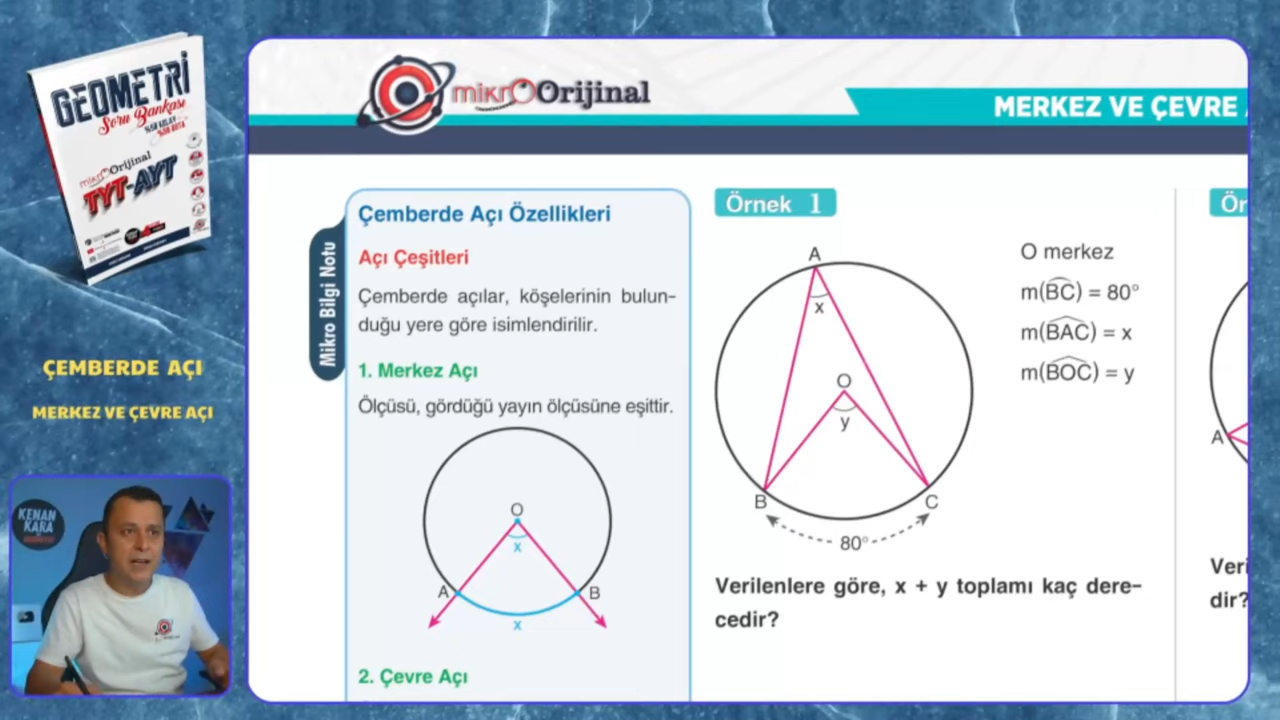 GEOMETRİ
Soru Bankası
mikroOrijinal
TYT-AYT
ÇEMBERDE AÇI
MERKEZ VE ÇEVRE AÇI
KENAN
KARA
mikroOrijinal
MERKEZ VE ÇEVRE
Mikro Bilgi Notu
Çemberde Açı Özellikleri
Açı Çeşitleri
Çemberde açılar, köşelerinin bulun-
duğu yere göre isimlendirilir.
1. Merkez Açı
Ölçüsü, gördüğü yayın ölçüsüne eşittir.
O
x
A
B
x
2. Çevre Açı
Örnek 1
A
x
O
y
B
C
80°
O merkez
m(BC) = 80°
m(BAC) = x
m(BOC) = y
Verilenlere göre, x + y toplamı kaç dere-
cedir?
Ör
A
Veri
dir?